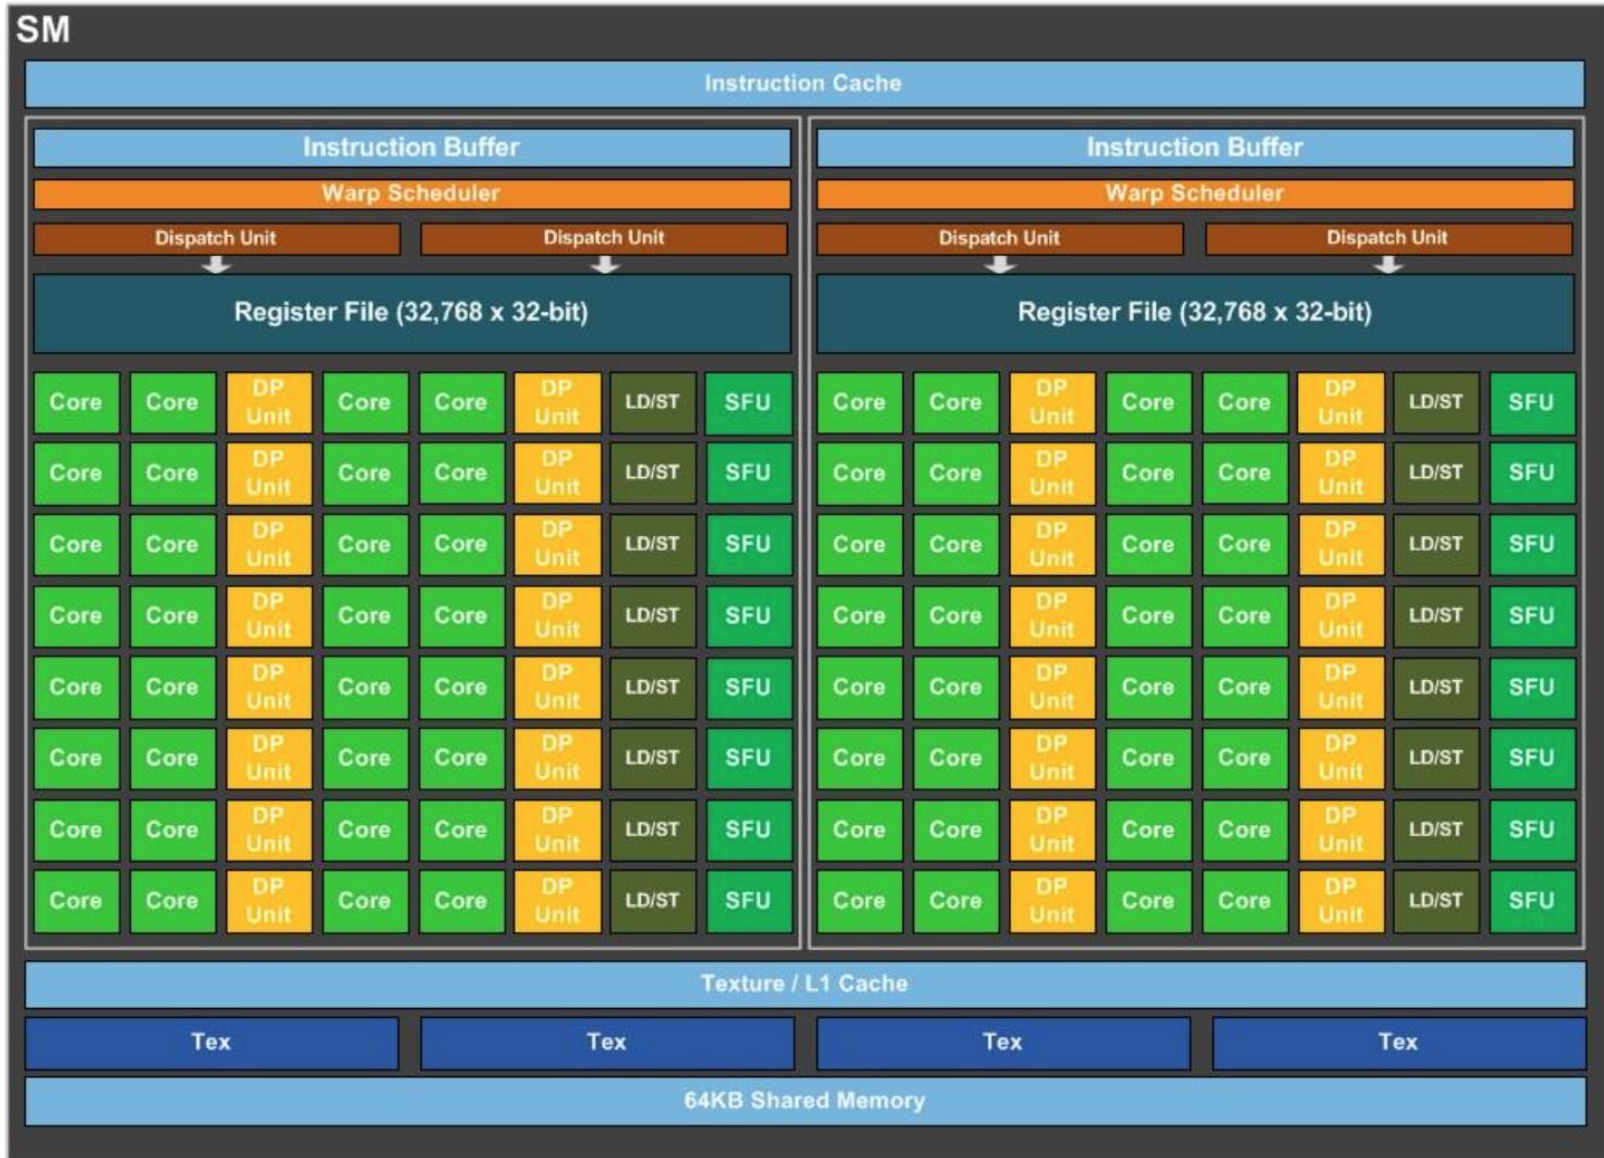 SM
Instruction Cache
Instruction Buffer Instruction Buffer
Warp Scheduler Warp Scheduler
Dispatch Unit Dispatch Unit Dispatch Unit Dispatch Unit
Register File (32,768 x 32-bit) Register File (32,768 x 32-bit)
Core Core DP Unit Core Core DP Unit LD/ST SFU Core Core DP Unit Core Core DP Unit LD/ST SFU
Core Core DP Unit Core Core DP Unit LD/ST SFU Core Core DP Unit Core Core DP Unit LD/ST SFU
Core Core DP Unit Core Core DP Unit LD/ST SFU Core Core DP Unit Core Core DP Unit LD/ST SFU
Core Core DP Unit Core Core DP Unit LD/ST SFU Core Core DP Unit Core Core DP Unit LD/ST SFU
Core Core DP Unit Core Core DP Unit LD/ST SFU Core Core DP Unit Core Core DP Unit LD/ST SFU
Core Core DP Unit Core Core DP Unit LD/ST SFU Core Core DP Unit Core Core DP Unit LD/ST SFU
Core Core DP Unit Core Core DP Unit LD/ST SFU Core Core DP Unit Core Core DP Unit LD/ST SFU
Core Core DP Unit Core Core DP Unit LD/ST SFU Core Core DP Unit Core Core DP Unit LD/ST SFU
Texture / L1 Cache
Tex Tex Tex Tex
64KB Shared Memory